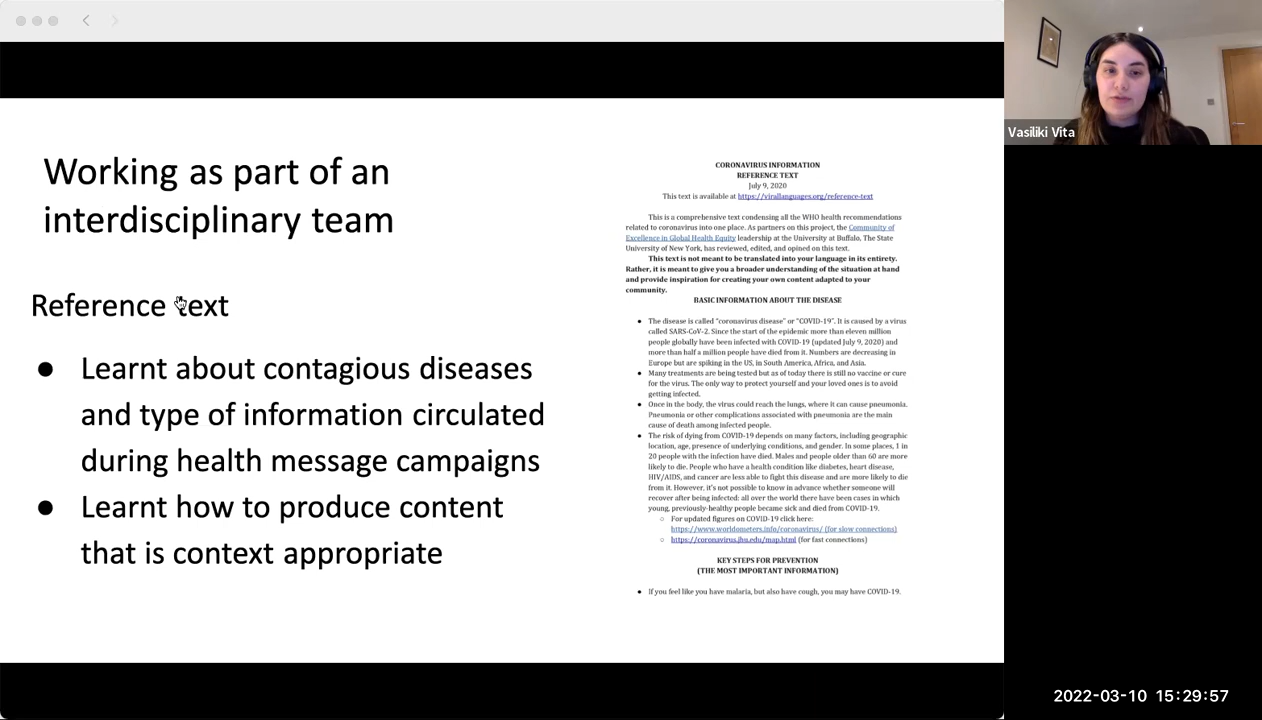 Working as part of an
interdisciplinary team
Reference text
● Learnt about contagious diseases
and type of information circulated
during health message campaigns
● Learnt how to produce content
that is context appropriate
CORONAVIRUS INFORMATION
REFERENCE TEXT
July 9, 2020
This text is available at https://virallanguages.org/reference-text
This is a comprehensive text condensing all the WHO health recommendations
related to coronavirus into one place. As partners on this project, the Community of
Excellence in Global Health Equity leadership at the University at Buffalo. The State
University of New York, has reviewed, edited, and opined on this text.
This text is not meant to be translated into your language in its entirety.
Rather, it is meant to give you a broader understanding of the situation at hand
and provide inspiration for creating your own content adapted to your
community.
BASIC INFORMATION ABOUT THE DISEASE
● The disease is called "coronavirus disease" or "COVID-19". It is caused by a virus
called SARS-CoV-2. Since the start of the epidemic more than eleven million
people globally have been infected with COVID-19 (updated July 9, 2020) and
more than half a million people have died from it. Numbers are decreasing in
Europe but are spiking in the US, in South America, Africa, and Asia.
● Many treatments are being tested but as of today there is still no vaccine or cure
for the virus. The only way to protect yourself and your loved ones is to avoid
getting infected.
● Once in the body, the virus could reach the lungs, where it can cause pneumonia.
Pneumonia or other complications associated with pneumonia are the main
cause of death among infected people.
● The risk of dying from COVID-19 depends on many factors, including geographic
location, age, presence of underlying conditions, and gender. In some places, 1 in
20 people with the infection have died. Males and people older than 60 are more
likely to die. People who have a health condition like diabetes, heart disease,
HIV/AIDS, and cancer are less able to fight this disease and are more likely to die
from it. However, it's not possible to know in advance whether someone will
recover after being infected: all over the world there have been cases in which
young, previously-healthy people became sick and died from COVID-19.
○ For updated figures on COVID-19 click here:
https://www.worldometers.info/coronavirus/ (for slow connections)
○ https://coronavirus.jhu.edu/map.html (for fast connections)
KEY STEPS FOR PREVENTION
(THE MOST IMPORTANT INFORMATION)
● If you feel like you have malaria, but also have cough, you may have COVID-19.
Vasiliki Vita
2022-03-10 15:29:57